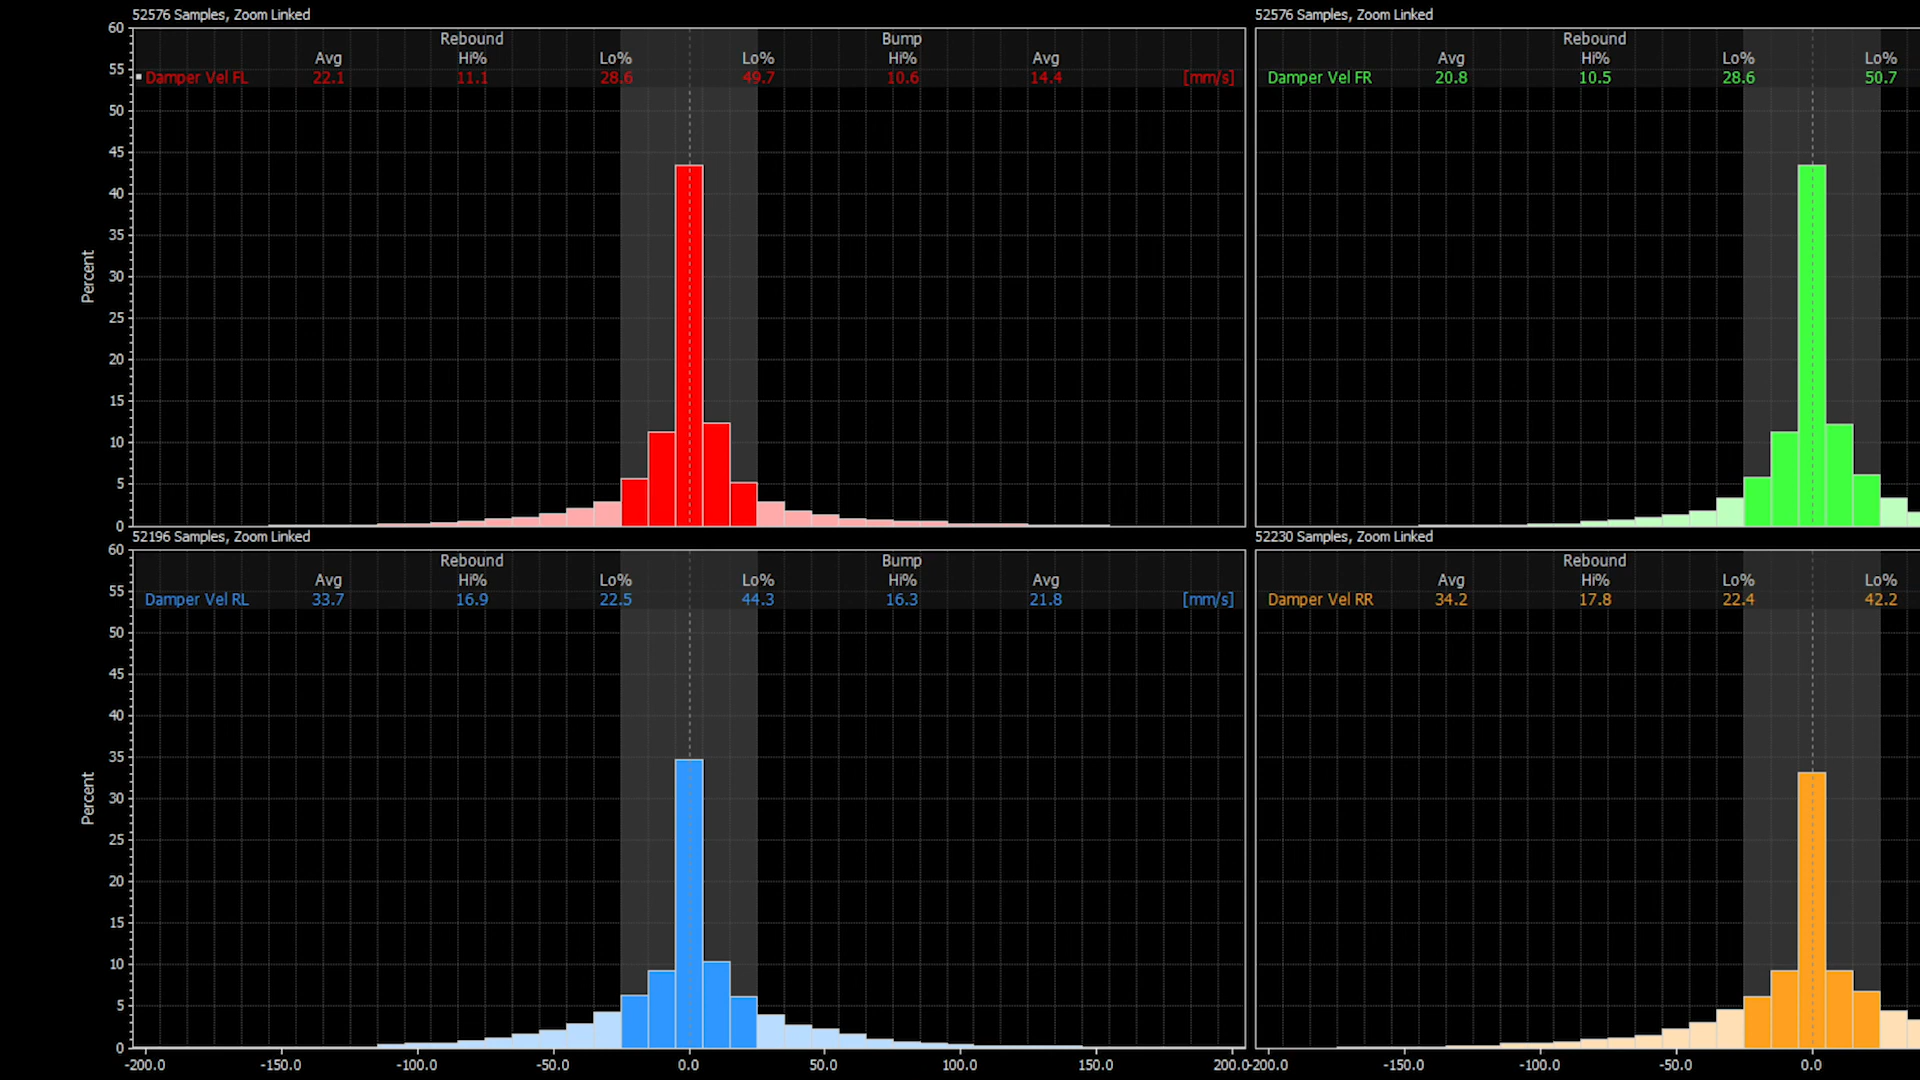 52576 Samples, Zoom Linked
Rebound Bump
Avg Hi% Lo% Lo% Hi% Avg
Damper Vel FL 22.1 11.1 28.6 49.7 10.6 14.4 [mm/s]
60
55
50
45
40
35
30
25
20
15
10
5
0
Percent
52576 Samples, Zoom Linked
Rebound
Avg Hi% Lo% Lo%
Damper Vel FR 20.8 10.5 28.6 50.7
52196 Samples, Zoom Linked
Rebound Bump
Avg Hi% Lo% Lo% Hi% Avg
Damper Vel RL 33.7 16.9 22.5 44.3 16.3 21.8 [mm/s]
60
55
50
45
40
35
30
25
20
15
10
5
0
Percent
-200.0 -150.0 -100.0 -50.0 0.0 50.0 100.0 150.0 200.0
52230 Samples, Zoom Linked
Rebound
Avg Hi% Lo% Lo%
Damper Vel RR 34.2 17.8 22.4 42.2
-200.0 -150.0 -100.0 -50.0 0.0